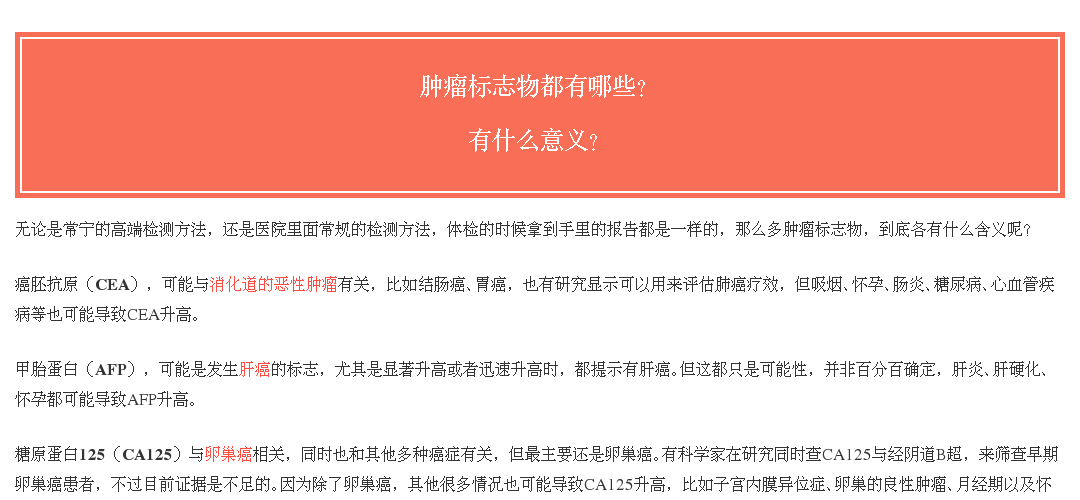 肿瘤标志物都有哪些？
有什么意义？
无论是常宁的高端检测方法，还是医院里面常规的检测方法，体检的时候拿到手里的报告都是一样的，那么多肿瘤标志物，到底各有什么含义呢？
癌胚抗原（CEA），可能与消化道的恶性肿瘤有关，比如结肠癌、胃癌，也有研究显示可以用来评估肺癌疗效，但吸烟、怀孕、肠炎、糖尿病、心血管疾
病等也可能导致CEA升高。
甲胎蛋白（AFP），可能是发生肝癌的标志，尤其是显著升高或者迅速升高时，都提示有肝癌。但这都只是可能性，并非百分百确定，肝炎、肝硬化、
怀孕都可能导致AFP升高。
糖原蛋白125（CA125）与卵巢癌相关，同时也和其他多种癌症有关，但最主要还是卵巢癌。有科学家在研究同时查CA125与经阴道B超，来筛查早期
卵巢癌患者，不过目前证据是不足的。因为除了卵巢癌，其他很多情况也可能导致CA125升高，比如子宫内膜异位症、卵巢的良性肿瘤、月经期以及怀